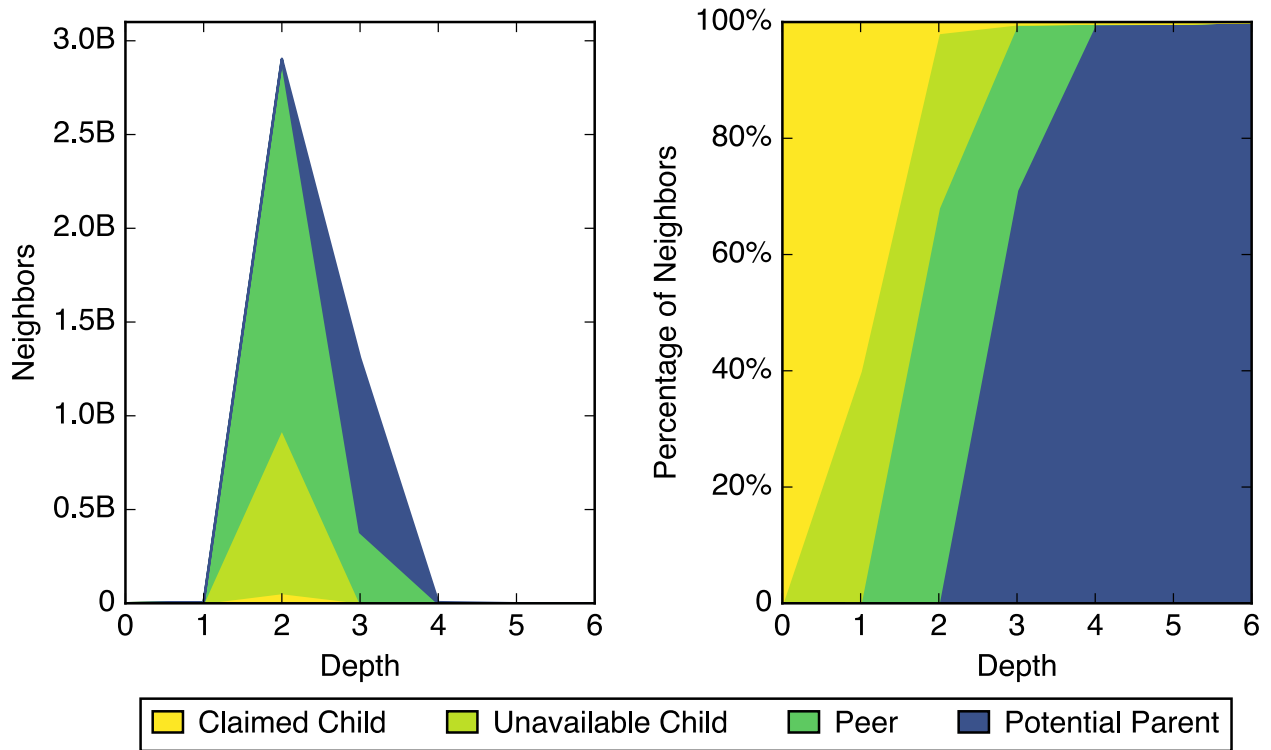 3.0B
2.5B
2.0B
1.5B
1.0B
0.5B
0
Neighbors
0 1 2 3 4 5 6
Depth
100%
80%
60%
40%
20%
0
Percentage of Neighbors
0 1 2 3 4 5 6
Depth
Claimed Child Unavailable Child Peer Potential Parent